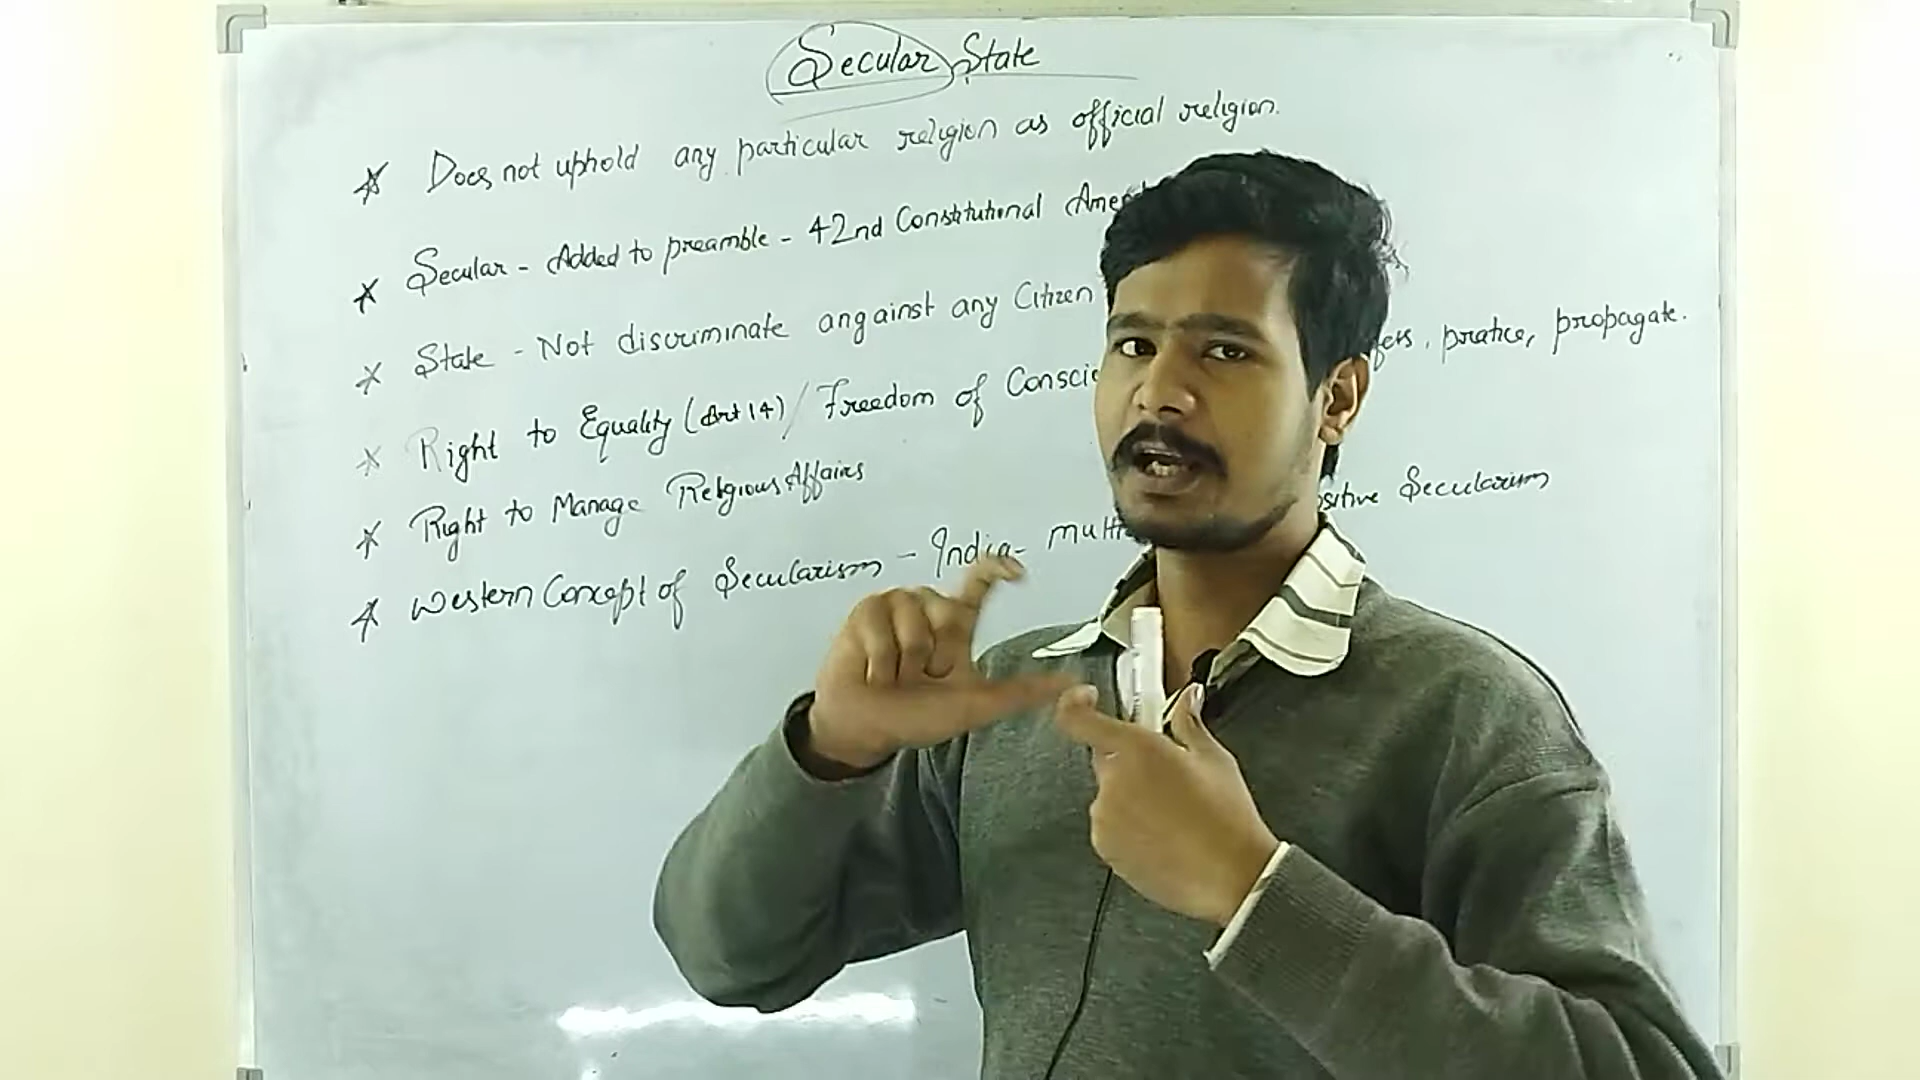 Secular State
Does not uphold any particular religion as official religion.
Secular - Added to preamble - 42nd Constitutional
State - Not discriminate angainst any Citizen
Right to Equality (Art 14) / Freedom of pratice, propagate.
Right to Manage Religious Affairs
Western Concept of Secularism - India - Secularism